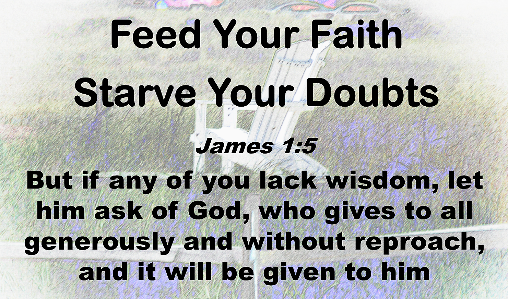 Feed Your Faith
Starve Your Doubts
James 1:5
But if any of you lack wisdom, let
him ask of God, who gives to all
generously and without reproach,
and it will be given to him